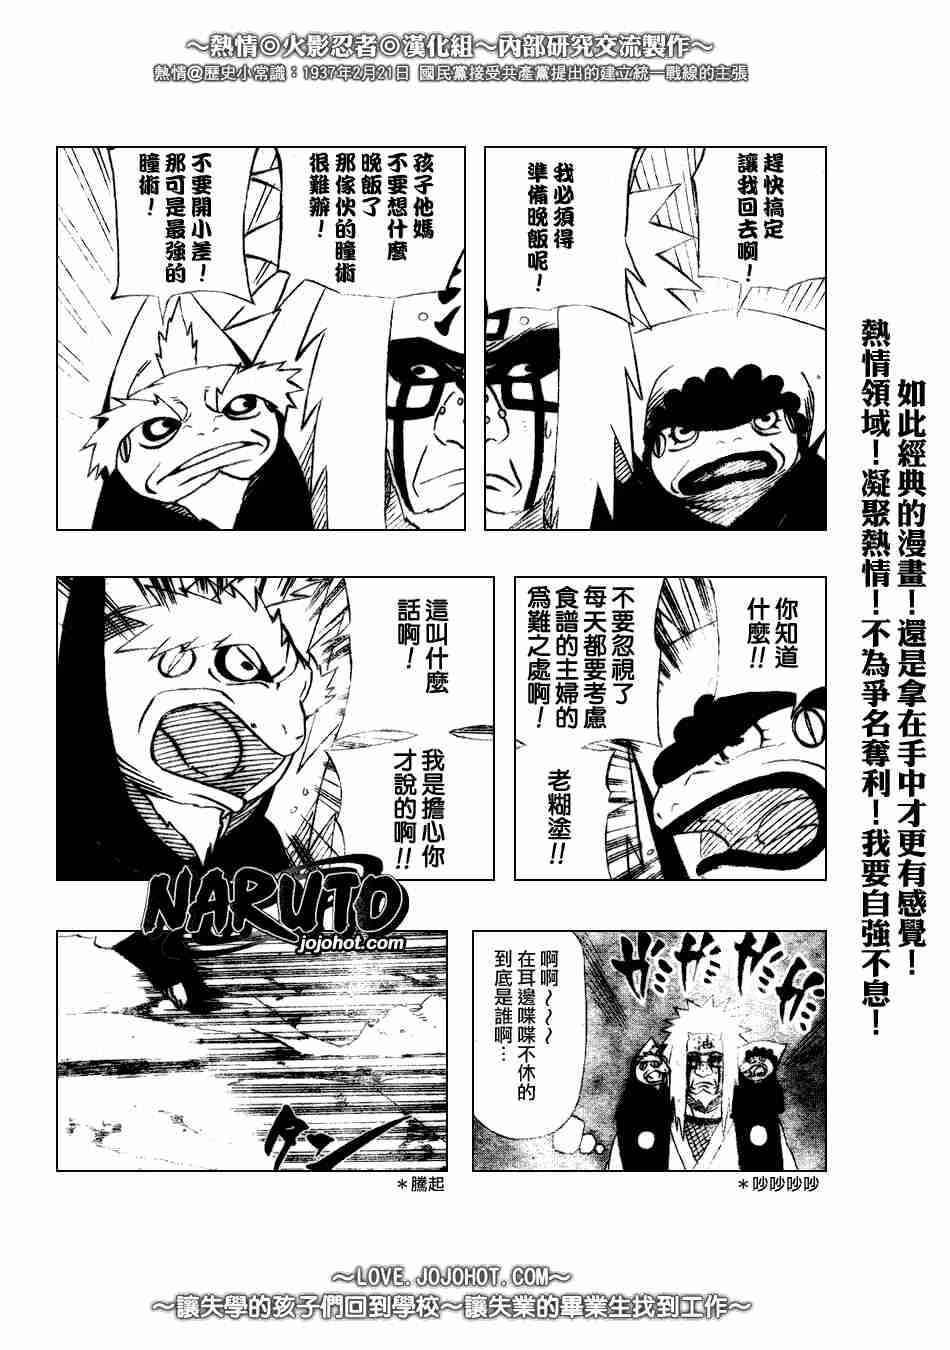 ～熱情◎火影忍者◎漢化組～內部研究交流製作～
熱情@歷史小常識：1937年2月21日 國民黨接受共產黨提出的建立統一戰線的主張
趕快搞定
讓我回去啊！
我必須得
準備晚飯呢！
孩子他媽
不要想什麼
晚飯了
那傢伙的瞳術
很難辦！
不要開小差！
那可是最強的
瞳術！
如此經典的漫畫！還是拿在手中才更有感覺！
熱情領域！凝聚熱情！不為爭名奪利！我要自強不息！
你知道
什麼!!
不要忽視了
每天都要考慮
食譜的主婦的
為難之處啊！
老糊塗!!
這叫什麼
話啊！
我是擔心你
才說的啊!!
NARUTO
jojohot.com
ガミ ガミ ガミ
油
啊啊～～～
在耳邊喋喋不休的
到底是誰啊…
＊吵吵吵吵
タン
＊騰起
～LOVE.JOJOHOT.COM～
～讓失學的孩子們回到學校～讓失業的畢業生找到工作～